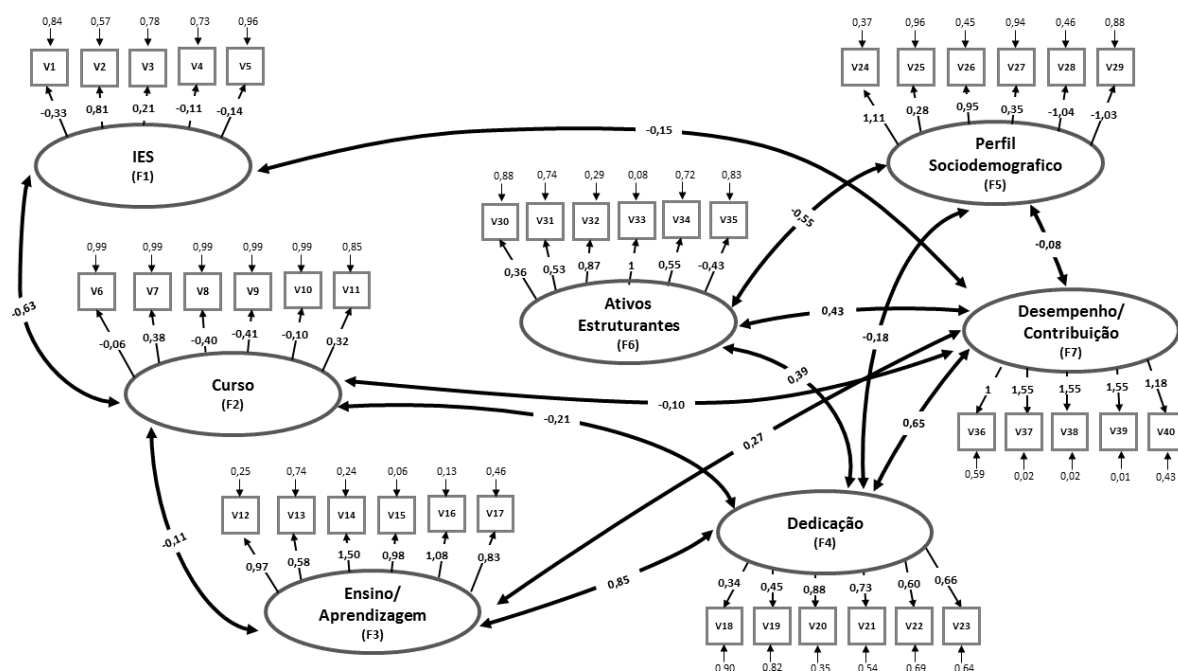 0,84 0,57 0,78 0,73 0,96
V1 V2 V3 V4 V5
-0,33 0,81 0,21 -0,11 -0,14
IES
(F1)
0,37 0,96 0,45 0,94 0,46 0,88
V24 V25 V26 V27 V28 V29
1,11 0,28 0,95 0,35 -1,04 -1,03
Perfil
Sociodemografico
(F5)
-0,15
0,88 0,74 0,29 0,08 0,72 0,83
V30 V31 V32 V33 V34 V35
0,36 0,53 0,87 1 0,55 -0,43
Ativos
Estruturantes
(F6)
-0,55
-0,08
-0,63
0,99 0,99 0,99 0,99 0,99 0,85
V6 V7 V8 V9 V10 V11
-0,06 0,38 -0,40 -0,41 -0,10 0,32
Curso
(F2)
0,43
Desempenho/
Contribuição
(F7)
1 1,55 1,55 1,55 1,18
V36 V37 V38 V39 V40
0,59 0,02 0,02 0,01 0,43
-0,18
0,39
-0,10
-0,21
0,27
0,65
-0,11
0,25 0,74 0,24 0,06 0,13 0,46
V12 V13 V14 V15 V16 V17
0,97 0,58 1,50 0,98 1,08 0,83
Ensino/
Aprendizagem
(F3)
0,85
Dedicação
(F4)
0,34 0,45 0,88 0,73 0,60 0,66
V18 V19 V20 V21 V22 V23
0,90 0,82 0,35 0,54 0,69 0,64